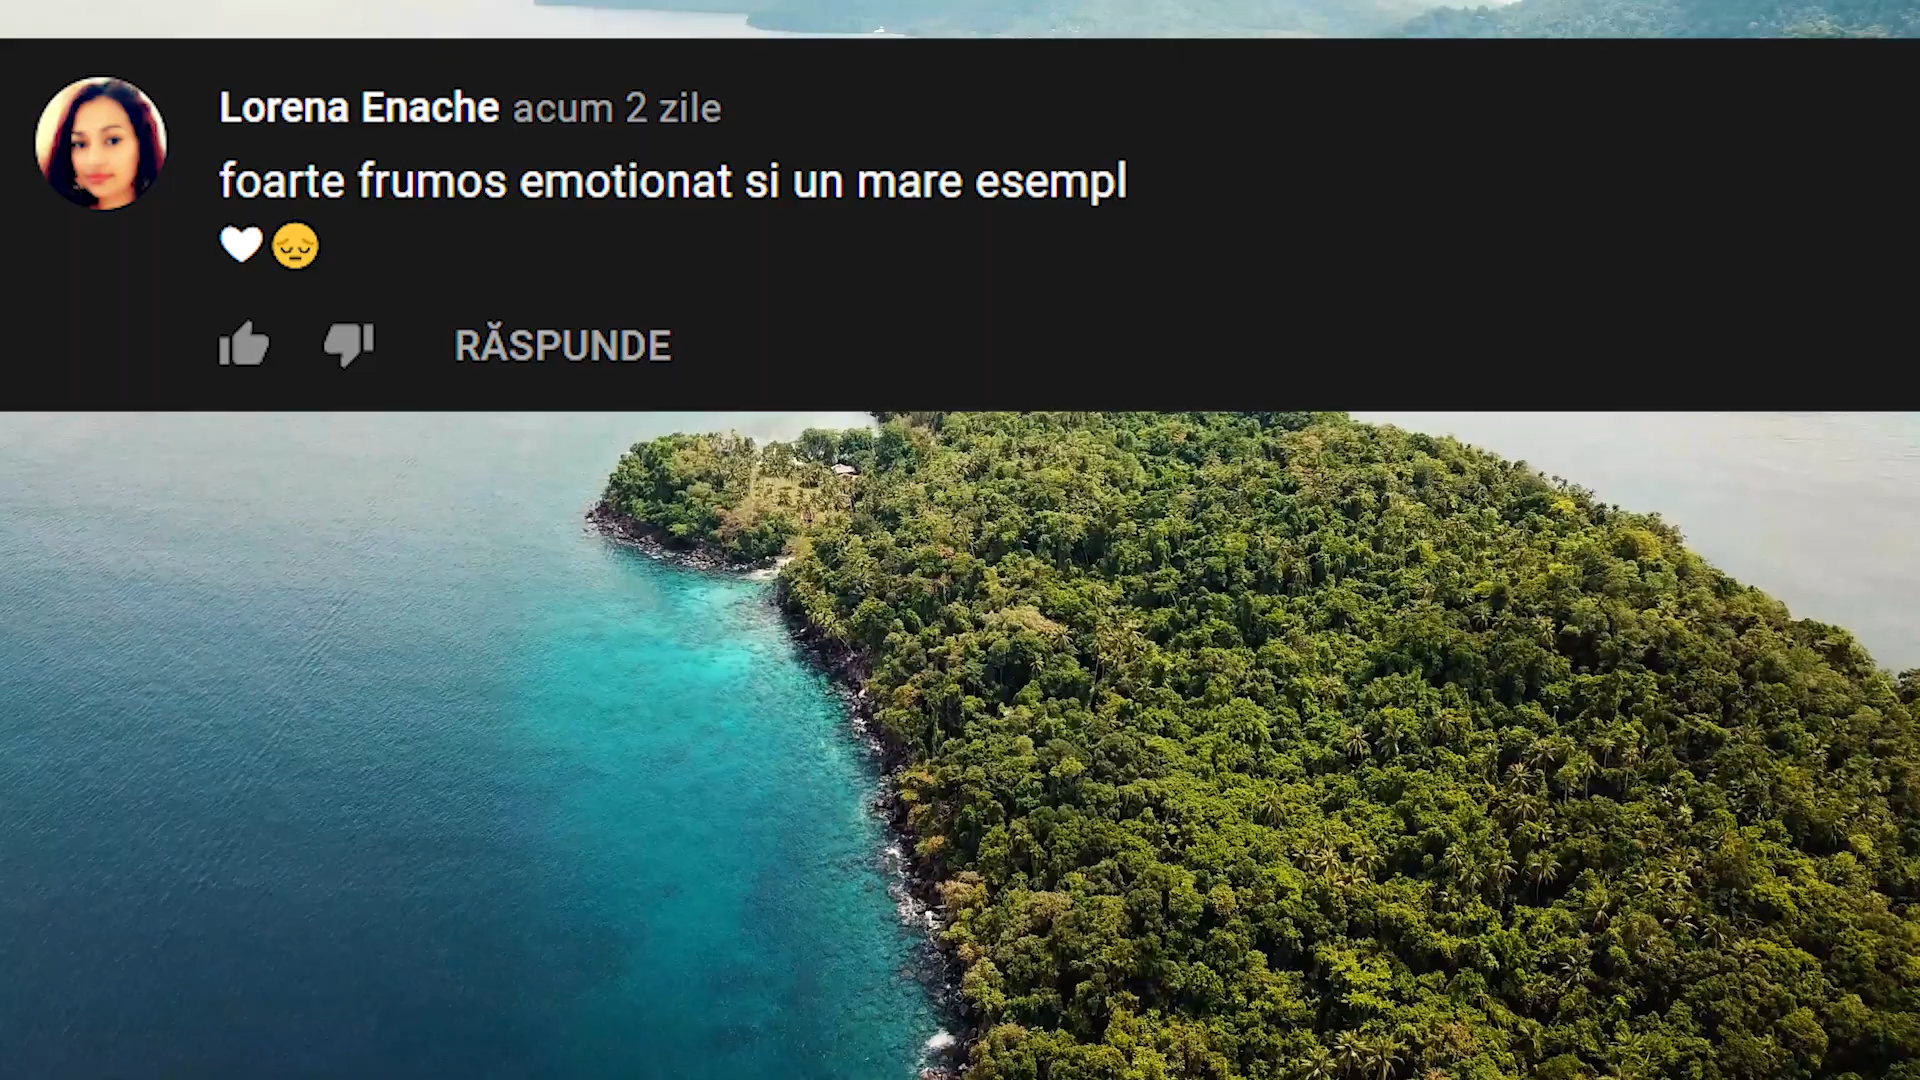 Lorena Enache acum 2 zile
foarte frumos emotionat si un mare esempl
🤍😔
RĂSPUNDE